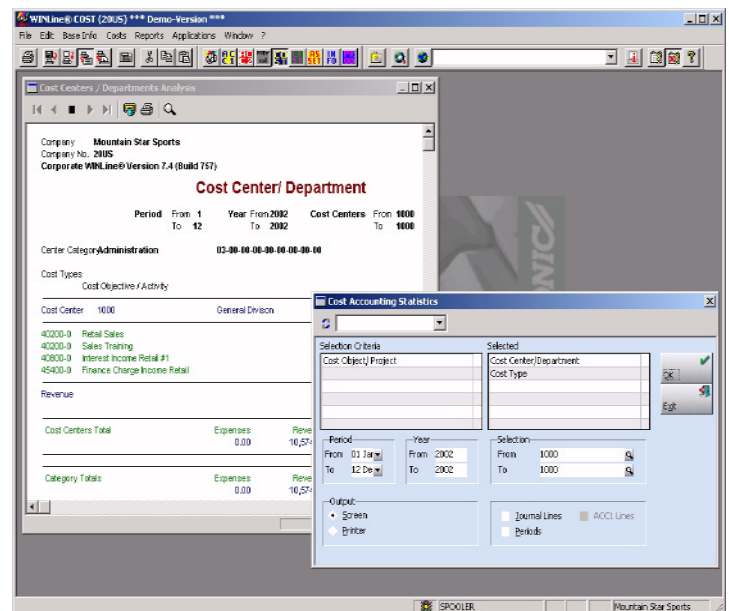 WINLine® COST (20US) *** Demo-Version ***
File Edit Base Info Costs Reports Applications Window ?
Cost Centers / Departments Analysis
Company Mountain Star Sports
Company No. 20US
Corporate WINLine® Version 7.4 (Build 757)
Cost Center/ Department
Period From 1 Year From 2002 Cost Centers From 1000
To 12 To 2002 To 1000
Center Category Administration 03-00-00-00-00-00-00-00
Cost Types
Cost Objective / Activity
Cost Center 1000 General Divison
40200-0 Retail Sales
40200-0 Sales Training
40800-0 Interest Income Retail #1
45400-0 Finance Charge Income Retail
Revenue
Cost Centers Total Expenses Reve
0.00 10,574
Category Totals Expenses Reve
0.00 10,574
Cost Accounting Statistics
Selection Criteria Selected
Cost Object/ Project Cost Center/Department
Cost Type
OK
Exit
Period Year Selection
From 01 Jar From 2002 From 1000
To 12 De To 2002 To 1000
Output
Screen Journal Lines ACCT Lines
Printer Periods
SPOOLER Mountain Star Sports